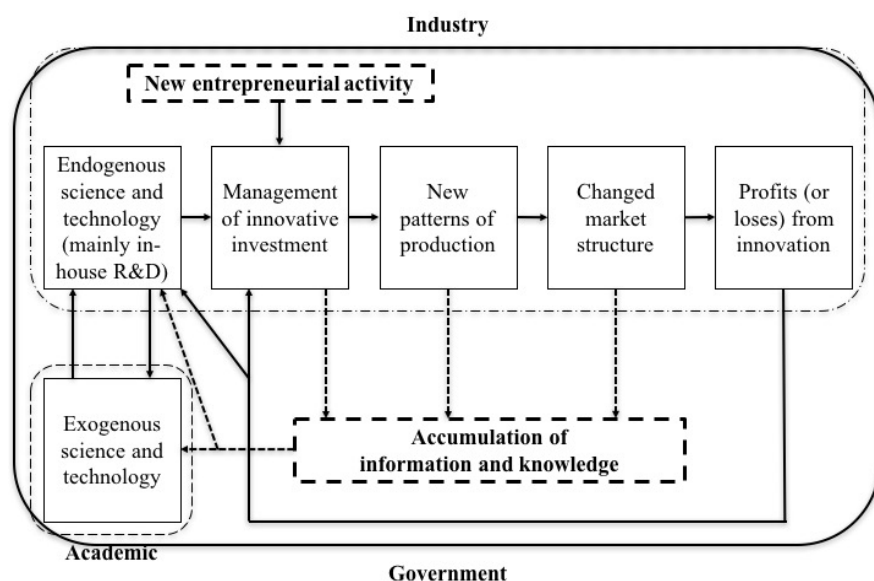 Industry
New entrepreneurial activity
Endogenous
science and
technology
(mainly in-
house R&D)
Management
of innovative
investment
New
patterns of
production
Changed
market
structure
Profits (or
loses) from
innovation
Exogenous
science and
technology
Accumulation of
information and knowledge
Academic
Government